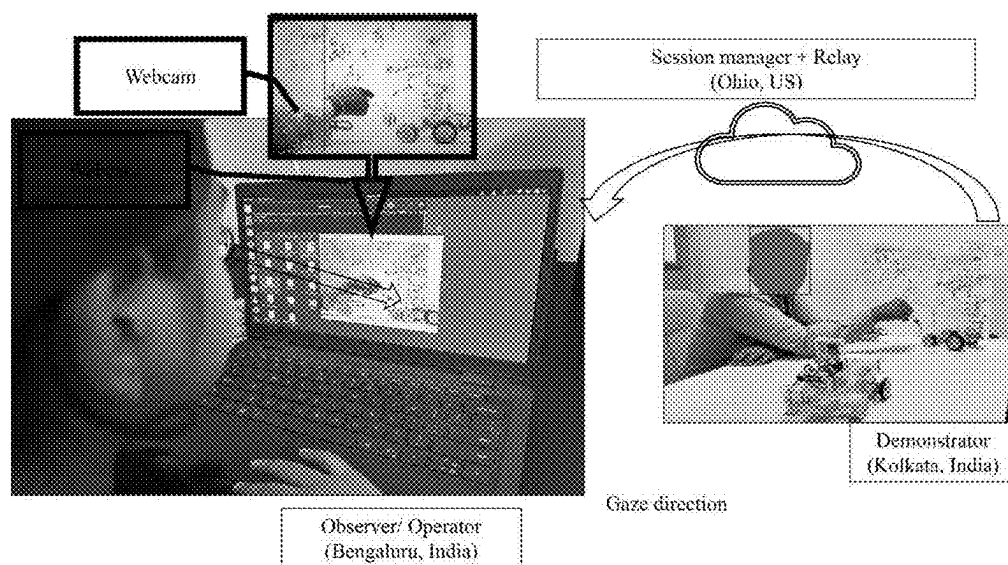 Webcam
Session manager + Relay
(Ohio, US)
Demonstrator
(Kolkata, India)
Gaze direction
Observer/ Operator
(Bengaluru, India)